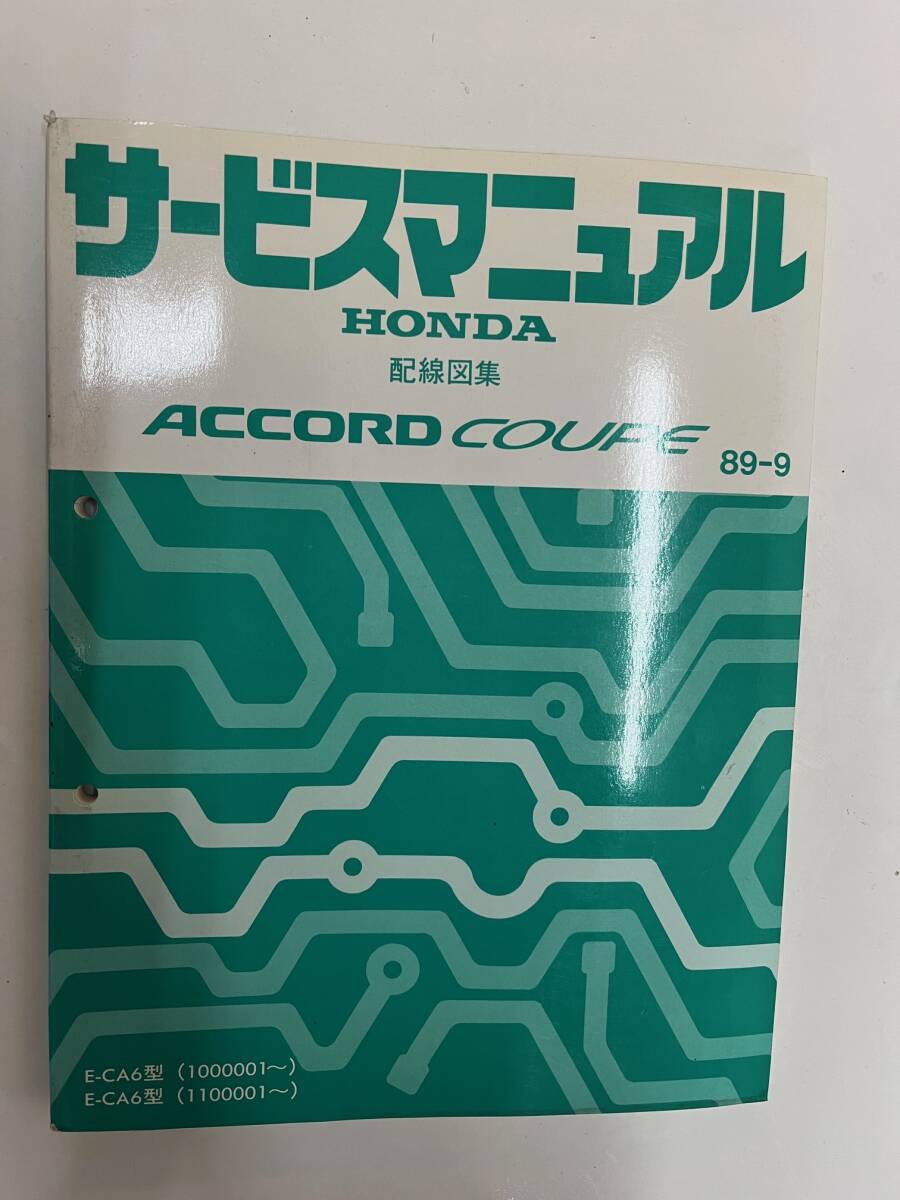 サービスマニュアル
HONDA
配線図集
ACCORD COUPE 89-9
E-CA6型 (1000001～)
E-CA6型 (1100001～)